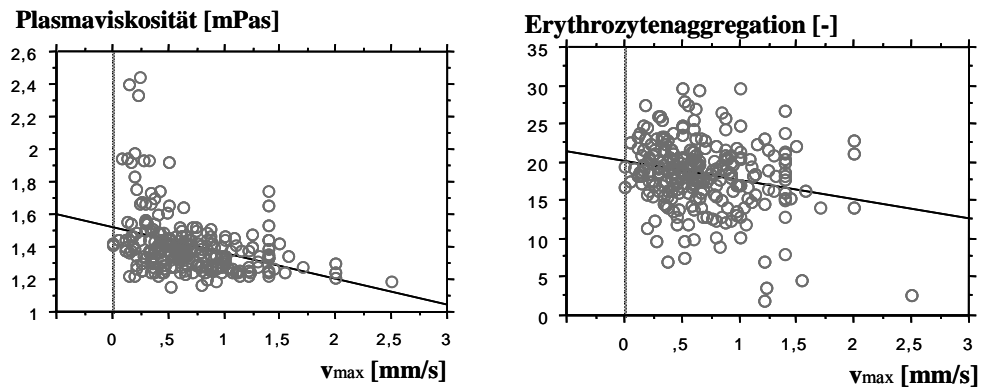 Plasmaviskosität [mPas]
2,6
2,4
2,2
2
1,8
1,6
1,4
1,2
1
0 ,5 1 1,5 2 2,5 3
vmax [mm/s]
Erythrozytenaggregation [-]
35
30
25
20
15
10
5
0
0 ,5 1 1,5 2 2,5 3
vmax [mm/s]